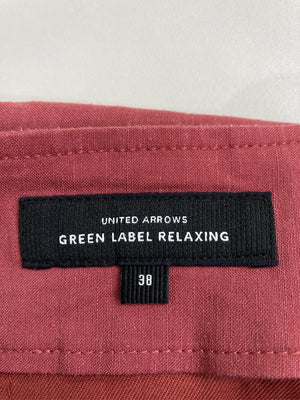 UNITED ARROWS
GREEN LABEL RELAXING
38